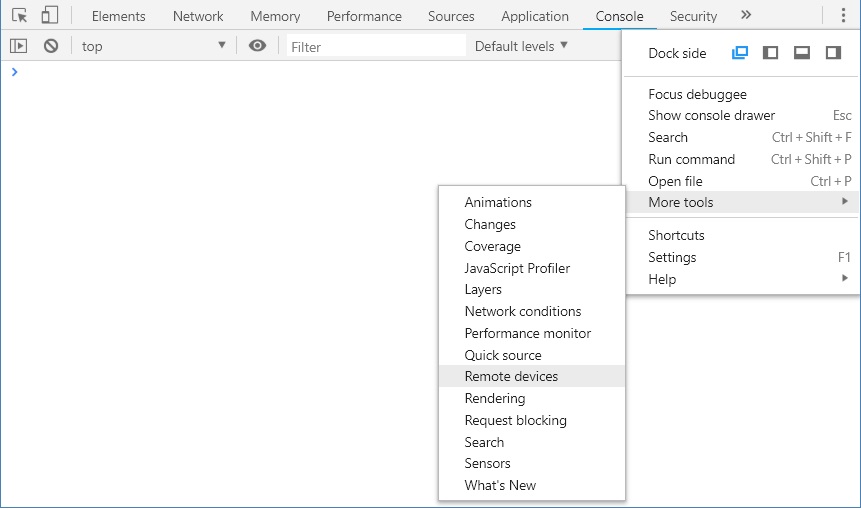 Elements Network Memory Performance Sources Application Console Security »
top Filter Default levels
Dock side
Focus debuggee
Show console drawer Esc
Search Ctrl + Shift + F
Run command Ctrl + Shift + P
Open file Ctrl + P
More tools
Shortcuts
Settings F1
Help
Animations
Changes
Coverage
JavaScript Profiler
Layers
Network conditions
Performance monitor
Quick source
Remote devices
Rendering
Request blocking
Search
Sensors
What's New